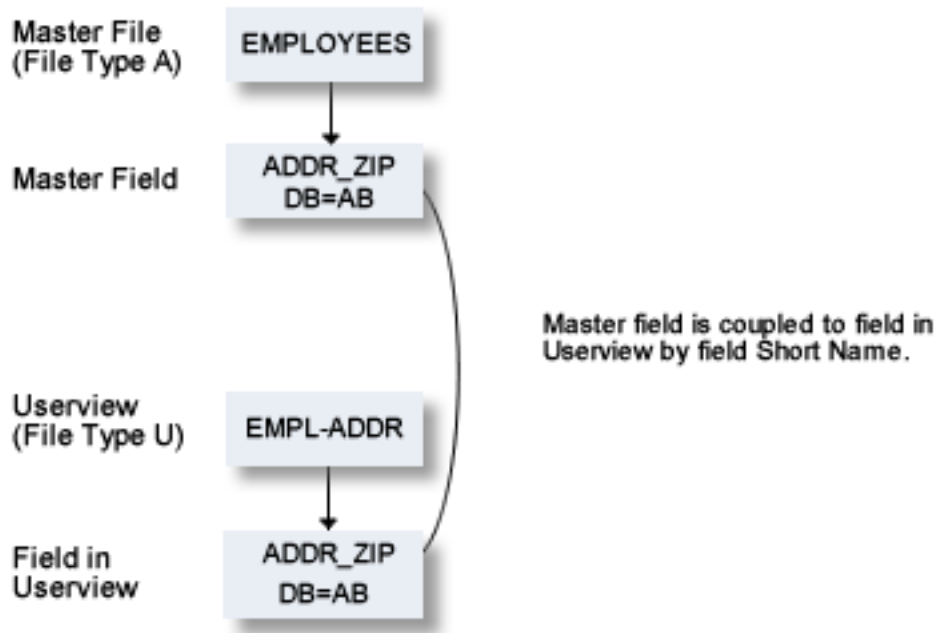 Master File
(File Type A)
EMPLOYEES
Master Field
ADDR_ZIP
DB=AB
Master field is coupled to field in
Userview by field Short Name.
Userview
(File Type U)
EMPL-ADDR
Field in
Userview
ADDR_ZIP
DB=AB